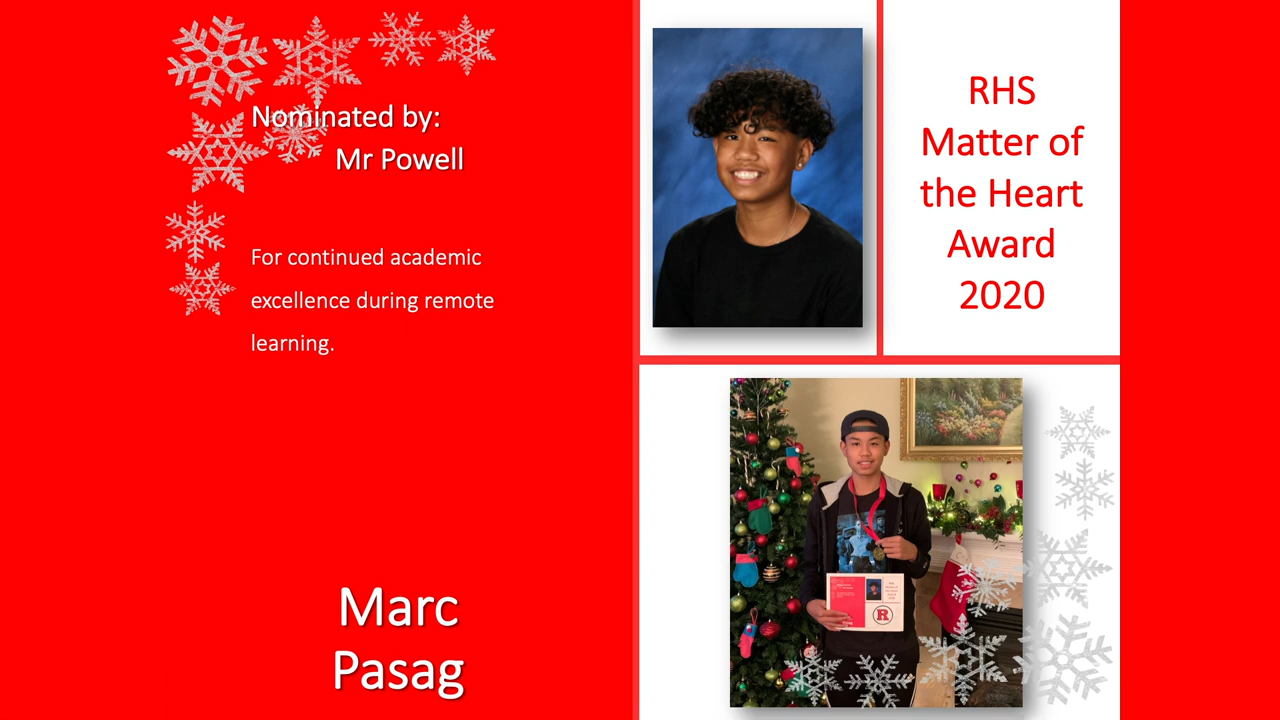 Nominated by:
Mr Powell
For continued academic
excellence during remote
learning.
Marc
Pasag
RHS
Matter of
the Heart
Award
2020
R